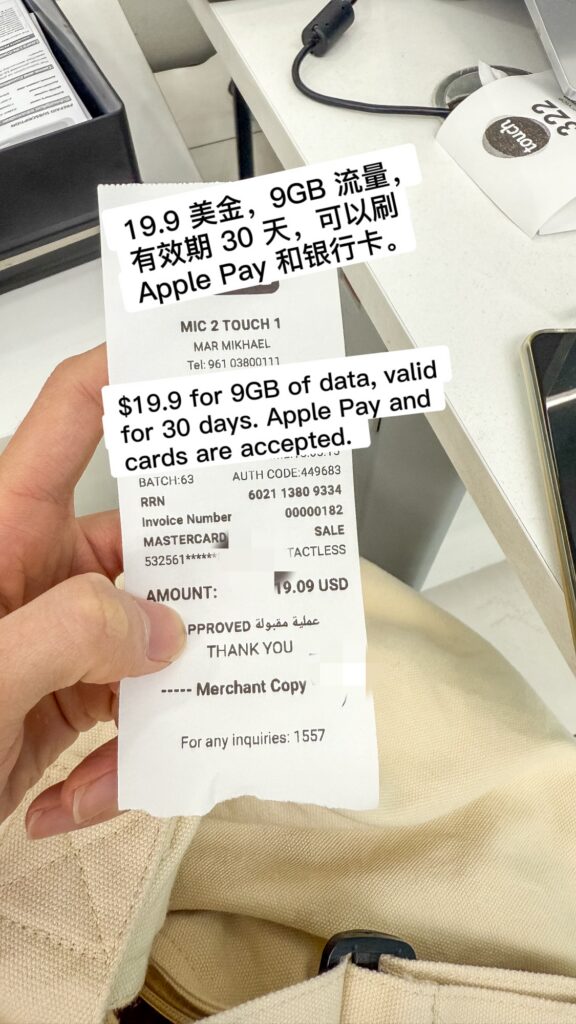 PREPAID SUBSCRIPTION
322
touch
19.9 美金，9GB 流量，
有效期 30 天，可以刷
Apple Pay 和银行卡。
MIC 2 TOUCH 1
MAR MIKHAEL
Tel: 961 03800111
$19.9 for 9GB of data, valid
for 30 days. Apple Pay and
cards are accepted.
BATCH:63 AUTH CODE:449683
RRN 6021 1380 9334
Invoice Number 00000182
MASTERCARD SALE
532561****** TACTLESS
AMOUNT: 19.09 USD
APPROVED عملية مقبولة
THANK YOU
----- Merchant Copy
For any inquiries: 1557